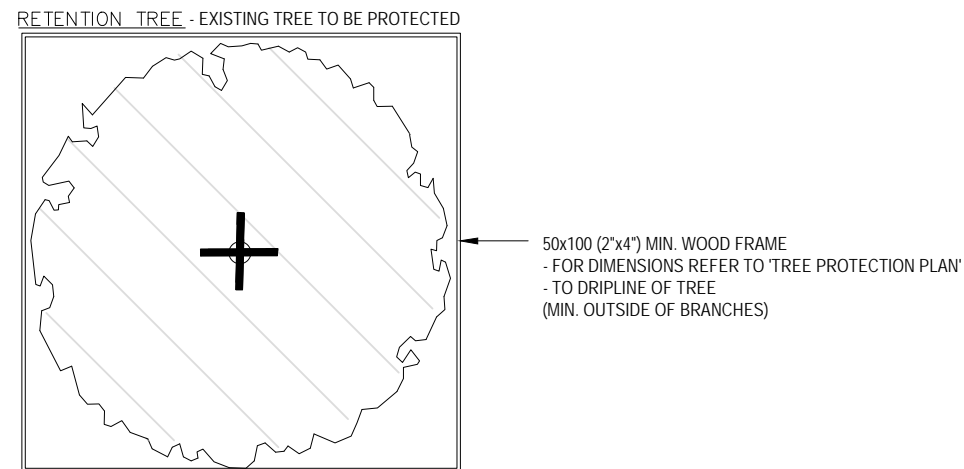 RETENTION TREE - EXISTING TREE TO BE PROTECTED
50x100 (2"x4") MIN. WOOD FRAME
- FOR DIMENSIONS REFER TO 'TREE PROTECTION PLAN'
- TO DRIPLINE OF TREE
(MIN. OUTSIDE OF BRANCHES)